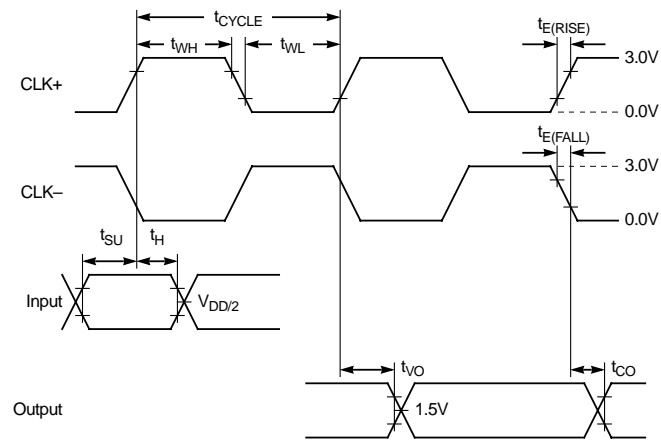 tCYCLE
tWH tWL tE(RISE)
3.0V
CLK+
0.0V
tE(FALL)
3.0V
CLK–
0.0V
tSU tH
Input VDD/2
tVO tCO
Output 1.5V